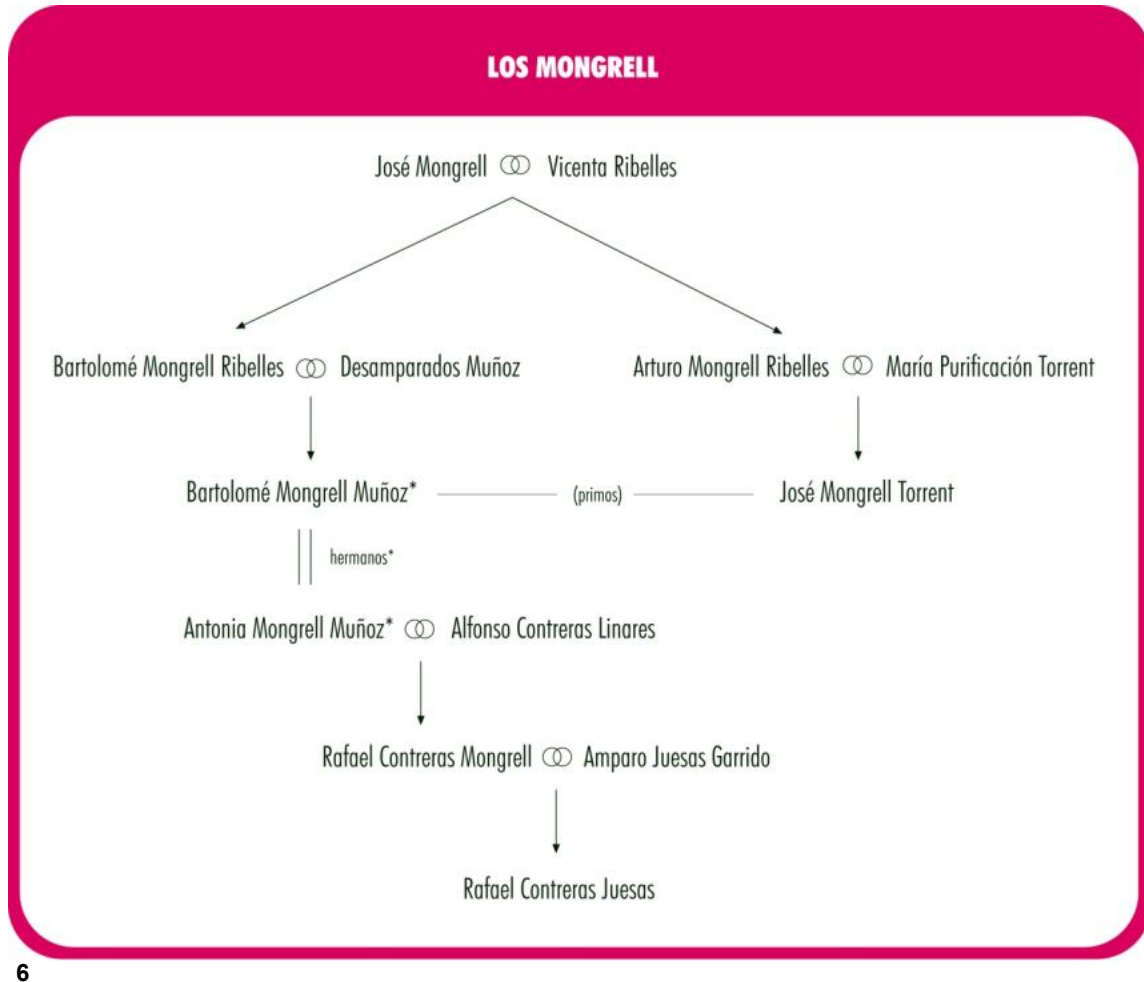 LOS MONGRELL
José Mongrell Vicenta Ribelles
Bartolomé Mongrell Ribelles Desamparados Muñoz Arturo Mongrell Ribelles María Purificación Torrent
Bartolomé Mongrell Muñoz* (primos) José Mongrell Torrent
hermanos*
Antonia Mongrell Muñoz* Alfonso Contreras Linares
Rafael Contreras Mongrell Amparo Juesas Garrido
Rafael Contreras Juesas
6